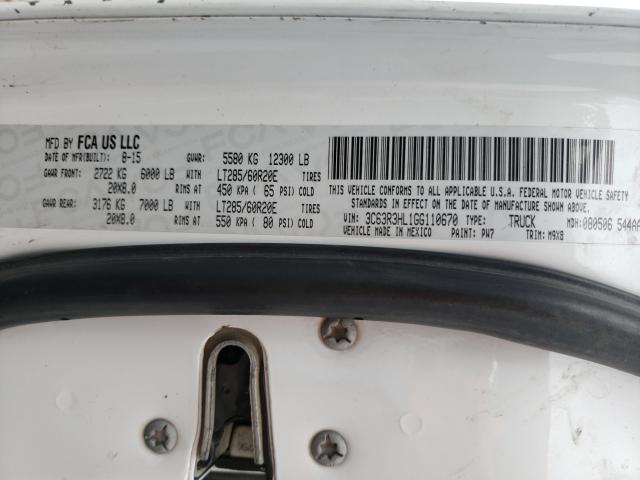 MFD BY FCA US LLC
DATE OF MFR(BUILT): 8-15 GVWR: 5580 KG 12300 LB
GAWR FRONT: 2722 KG 6000 LB WITH LT285/60R20E TIRES
20X8.0 RIMS AT 450 KPA ( 65 PSI) COLD
GAWR REAR: 3176 KG 7000 LB WITH LT285/60R20E TIRES
20X8.0 RIMS AT 550 KPA ( 80 PSI) COLD
THIS VEHICLE CONFORMS TO ALL APPLICABLE U.S.A. FEDERAL MOTOR VEHICLE SAFETY
STANDARDS IN EFFECT ON THE DATE OF MANUFACTURE SHOWN ABOVE.
VIN: 3C63R3HL1GG110670 TYPE: TRUCK MDH: 080506 544AA
VEHICLE MADE IN MEXICO PAINT: PW7 TRIM: M9X8